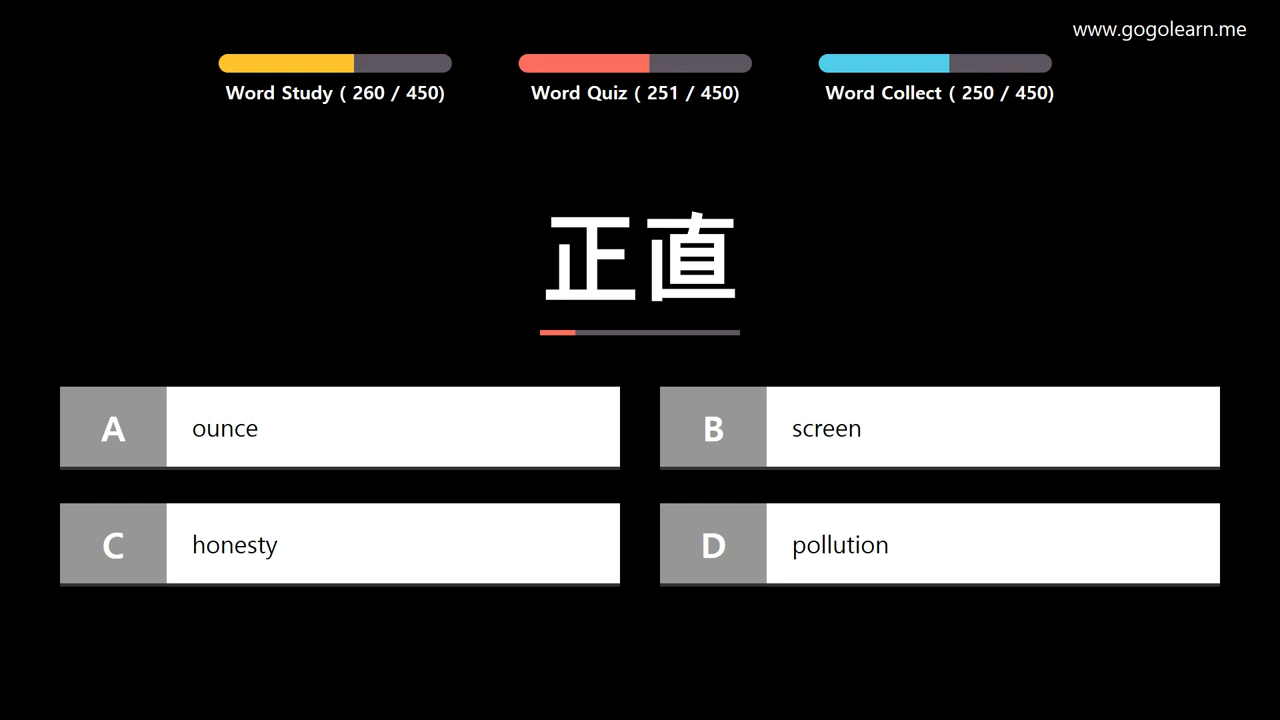 www.gogolearn.me
Word Study ( 260 / 450)
Word Quiz ( 251 / 450)
Word Collect ( 250 / 450)
正直
A ounce
B screen
C honesty
D pollution